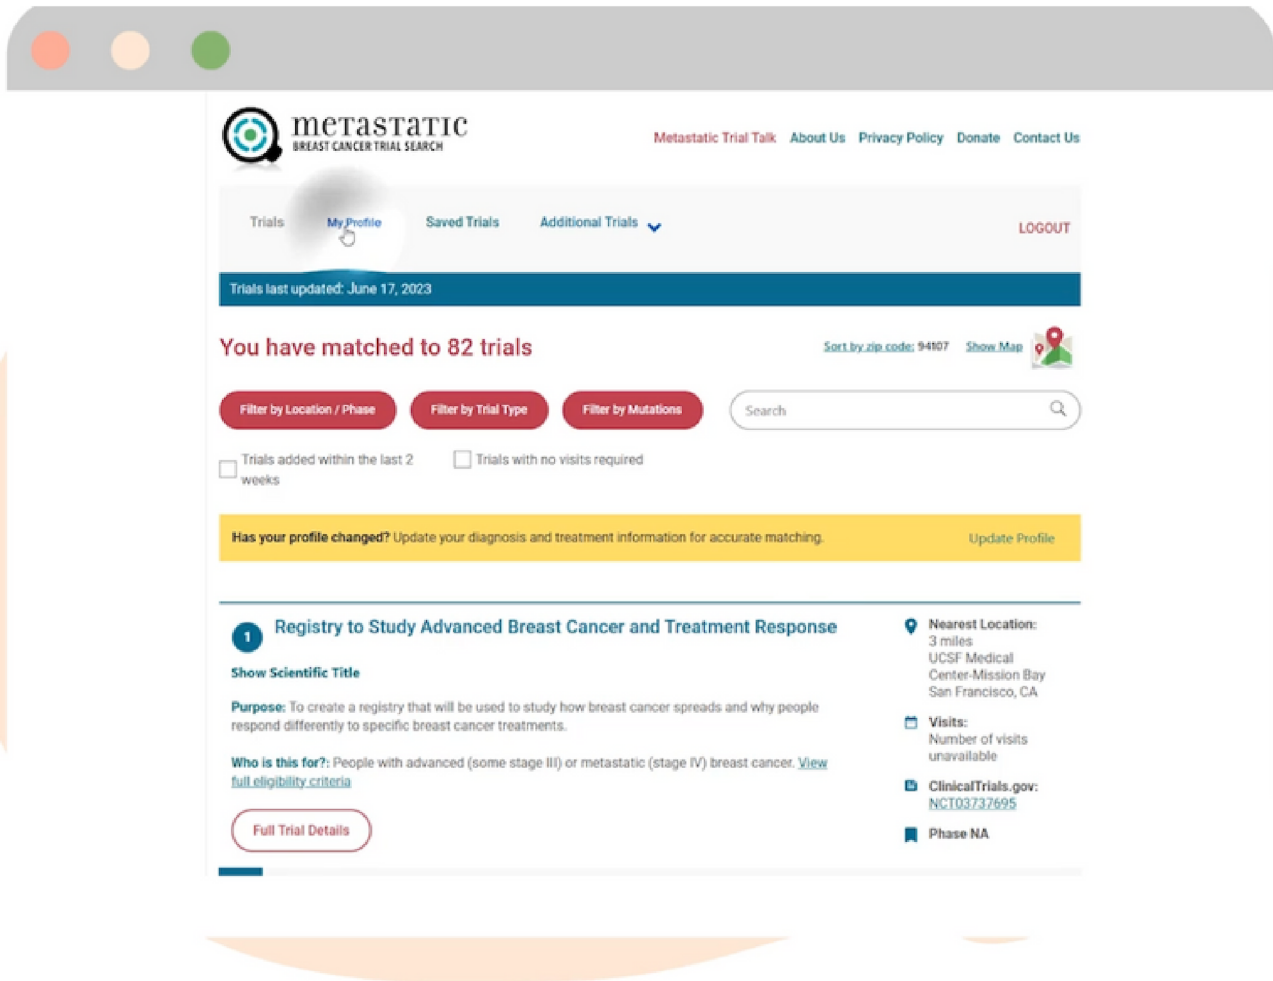 metastatic
BREAST CANCER TRIAL SEARCH
Metastatic Trial Talk About Us Privacy Policy Donate Contact Us
Trials My Profile Saved Trials Additional Trials LOGOUT
Trials last updated: June 17, 2023
You have matched to 82 trials
Sort by zip code: 94107 Show Map
Filter by Location / Phase Filter by Trial Type Filter by Mutations Search
Trials added within the last 2
weeks
Trials with no visits required
Has your profile changed? Update your diagnosis and treatment information for accurate matching. Update Profile
1 Registry to Study Advanced Breast Cancer and Treatment Response
Show Scientific Title
Purpose: To create a registry that will be used to study how breast cancer spreads and why people
respond differently to specific breast cancer treatments.
Who is this for?: People with advanced (some stage III) or metastatic (stage IV) breast cancer. View
full eligibility criteria
Full Trial Details
Nearest Location:
3 miles
UCSF Medical
Center-Mission Bay
San Francisco, CA
Visits:
Number of visits
unavailable
ClinicalTrials.gov:
NCT03737695
Phase NA